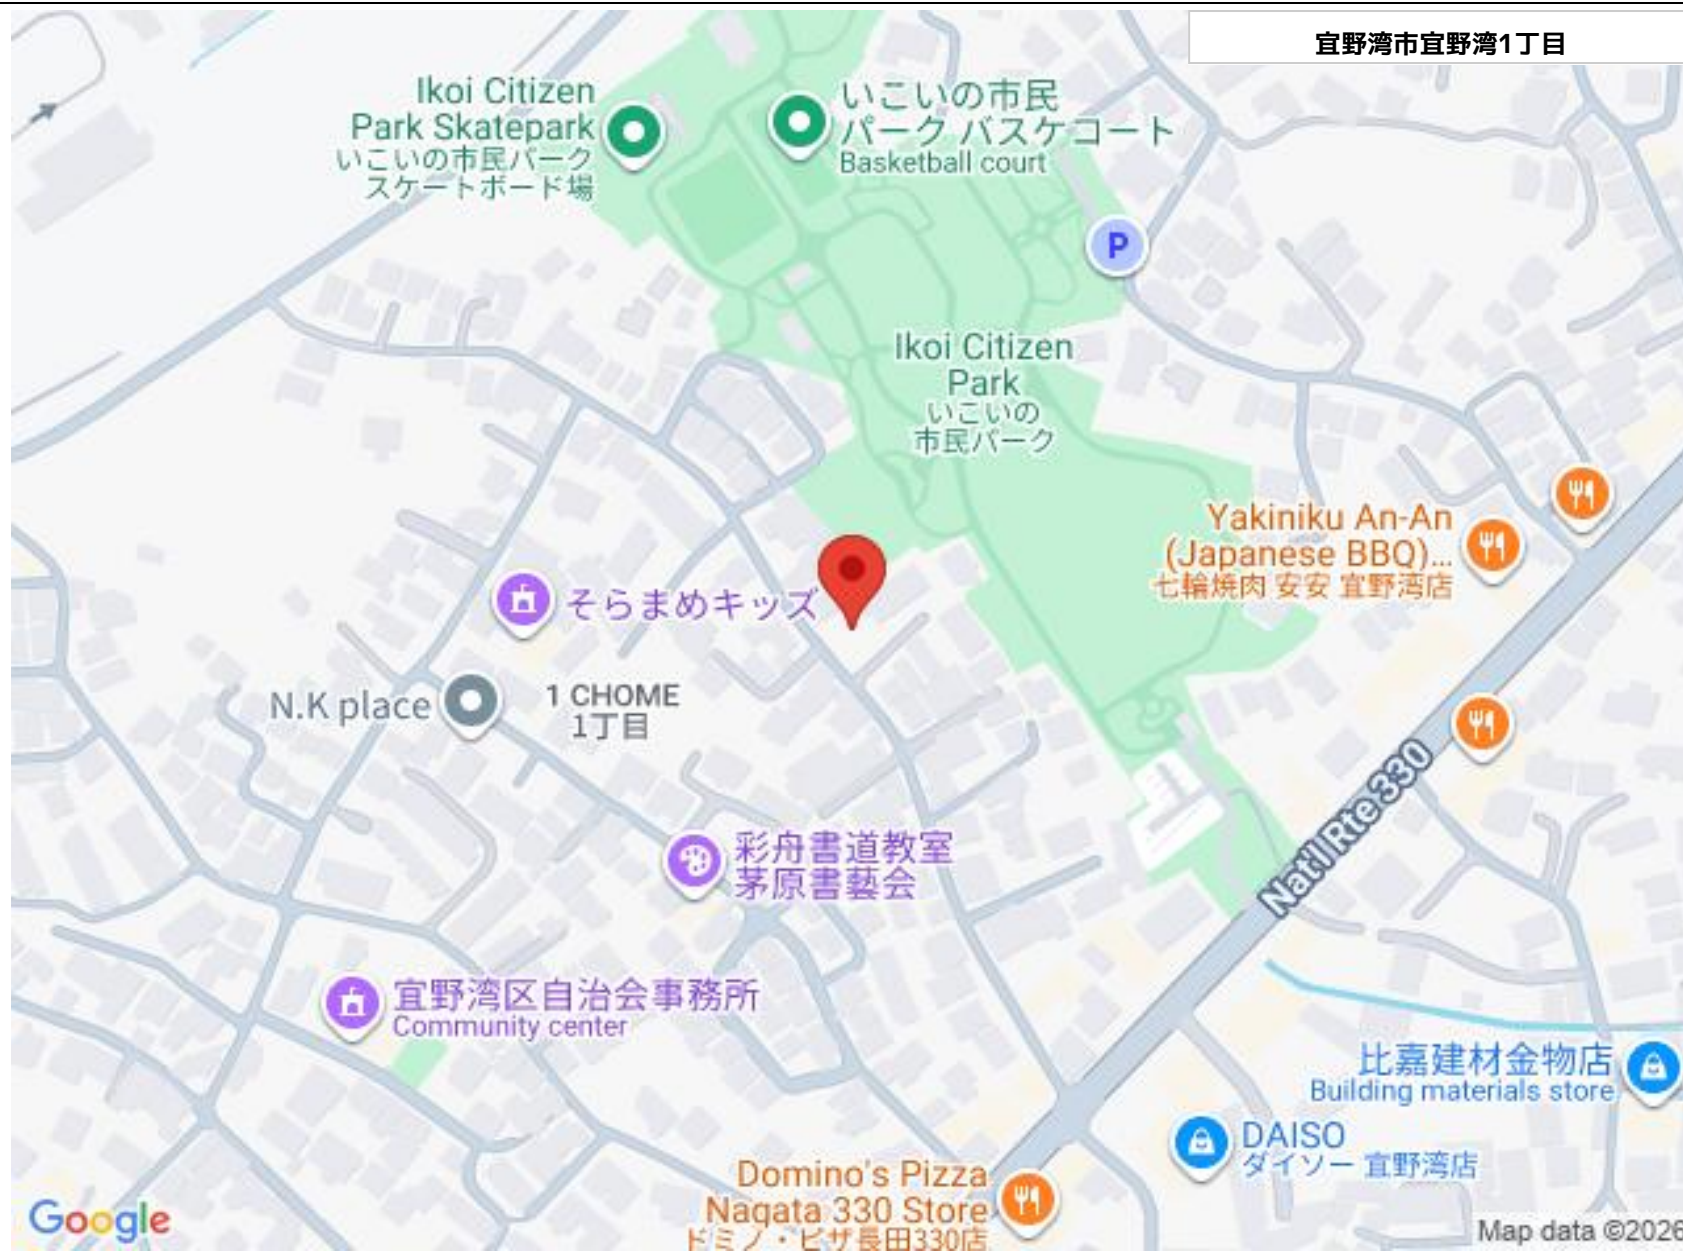 宜野湾市宜野湾1丁目
Ikoi Citizen
Park Skatepark
いこいの市民パーク
スケートボード場
いこいの市民
パーク バスケコート
Basketball court
P
Ikoi Citizen
Park
いこいの
市民パーク
Yakiniku An-An
(Japanese BBQ)...
七輪焼肉 安安 宜野湾店
そらまめキッズ
N.K place
1 CHOME
1丁目
Nat'l Rte 330
彩舟書道教室
茅原書藝会
宜野湾区自治会事務所
Community center
比嘉建材金物店
Building materials store
DAISO
ダイソー 宜野湾店
Domino's Pizza
Nagata 330 Store
ドミノ・ピザ長田330店
Google
Map data ©2026